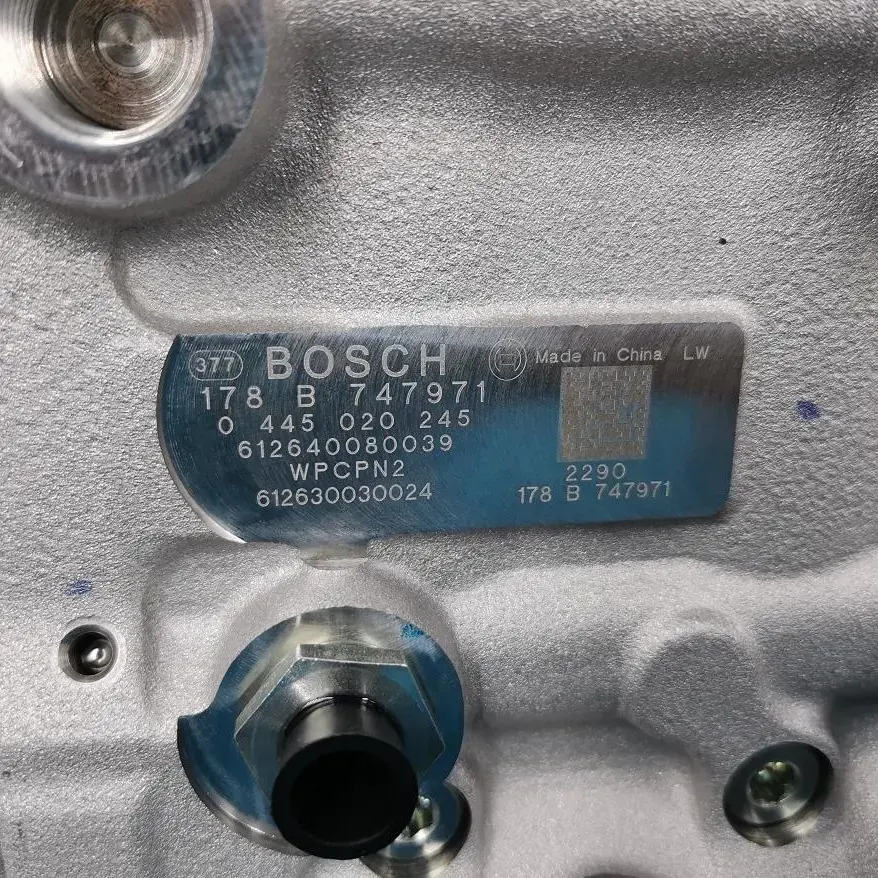 377 BOSCH Made in China LW
178 B 747971
0 445 020 245
612640080039
WPCPN2
612630030024
2290
178 B 747971